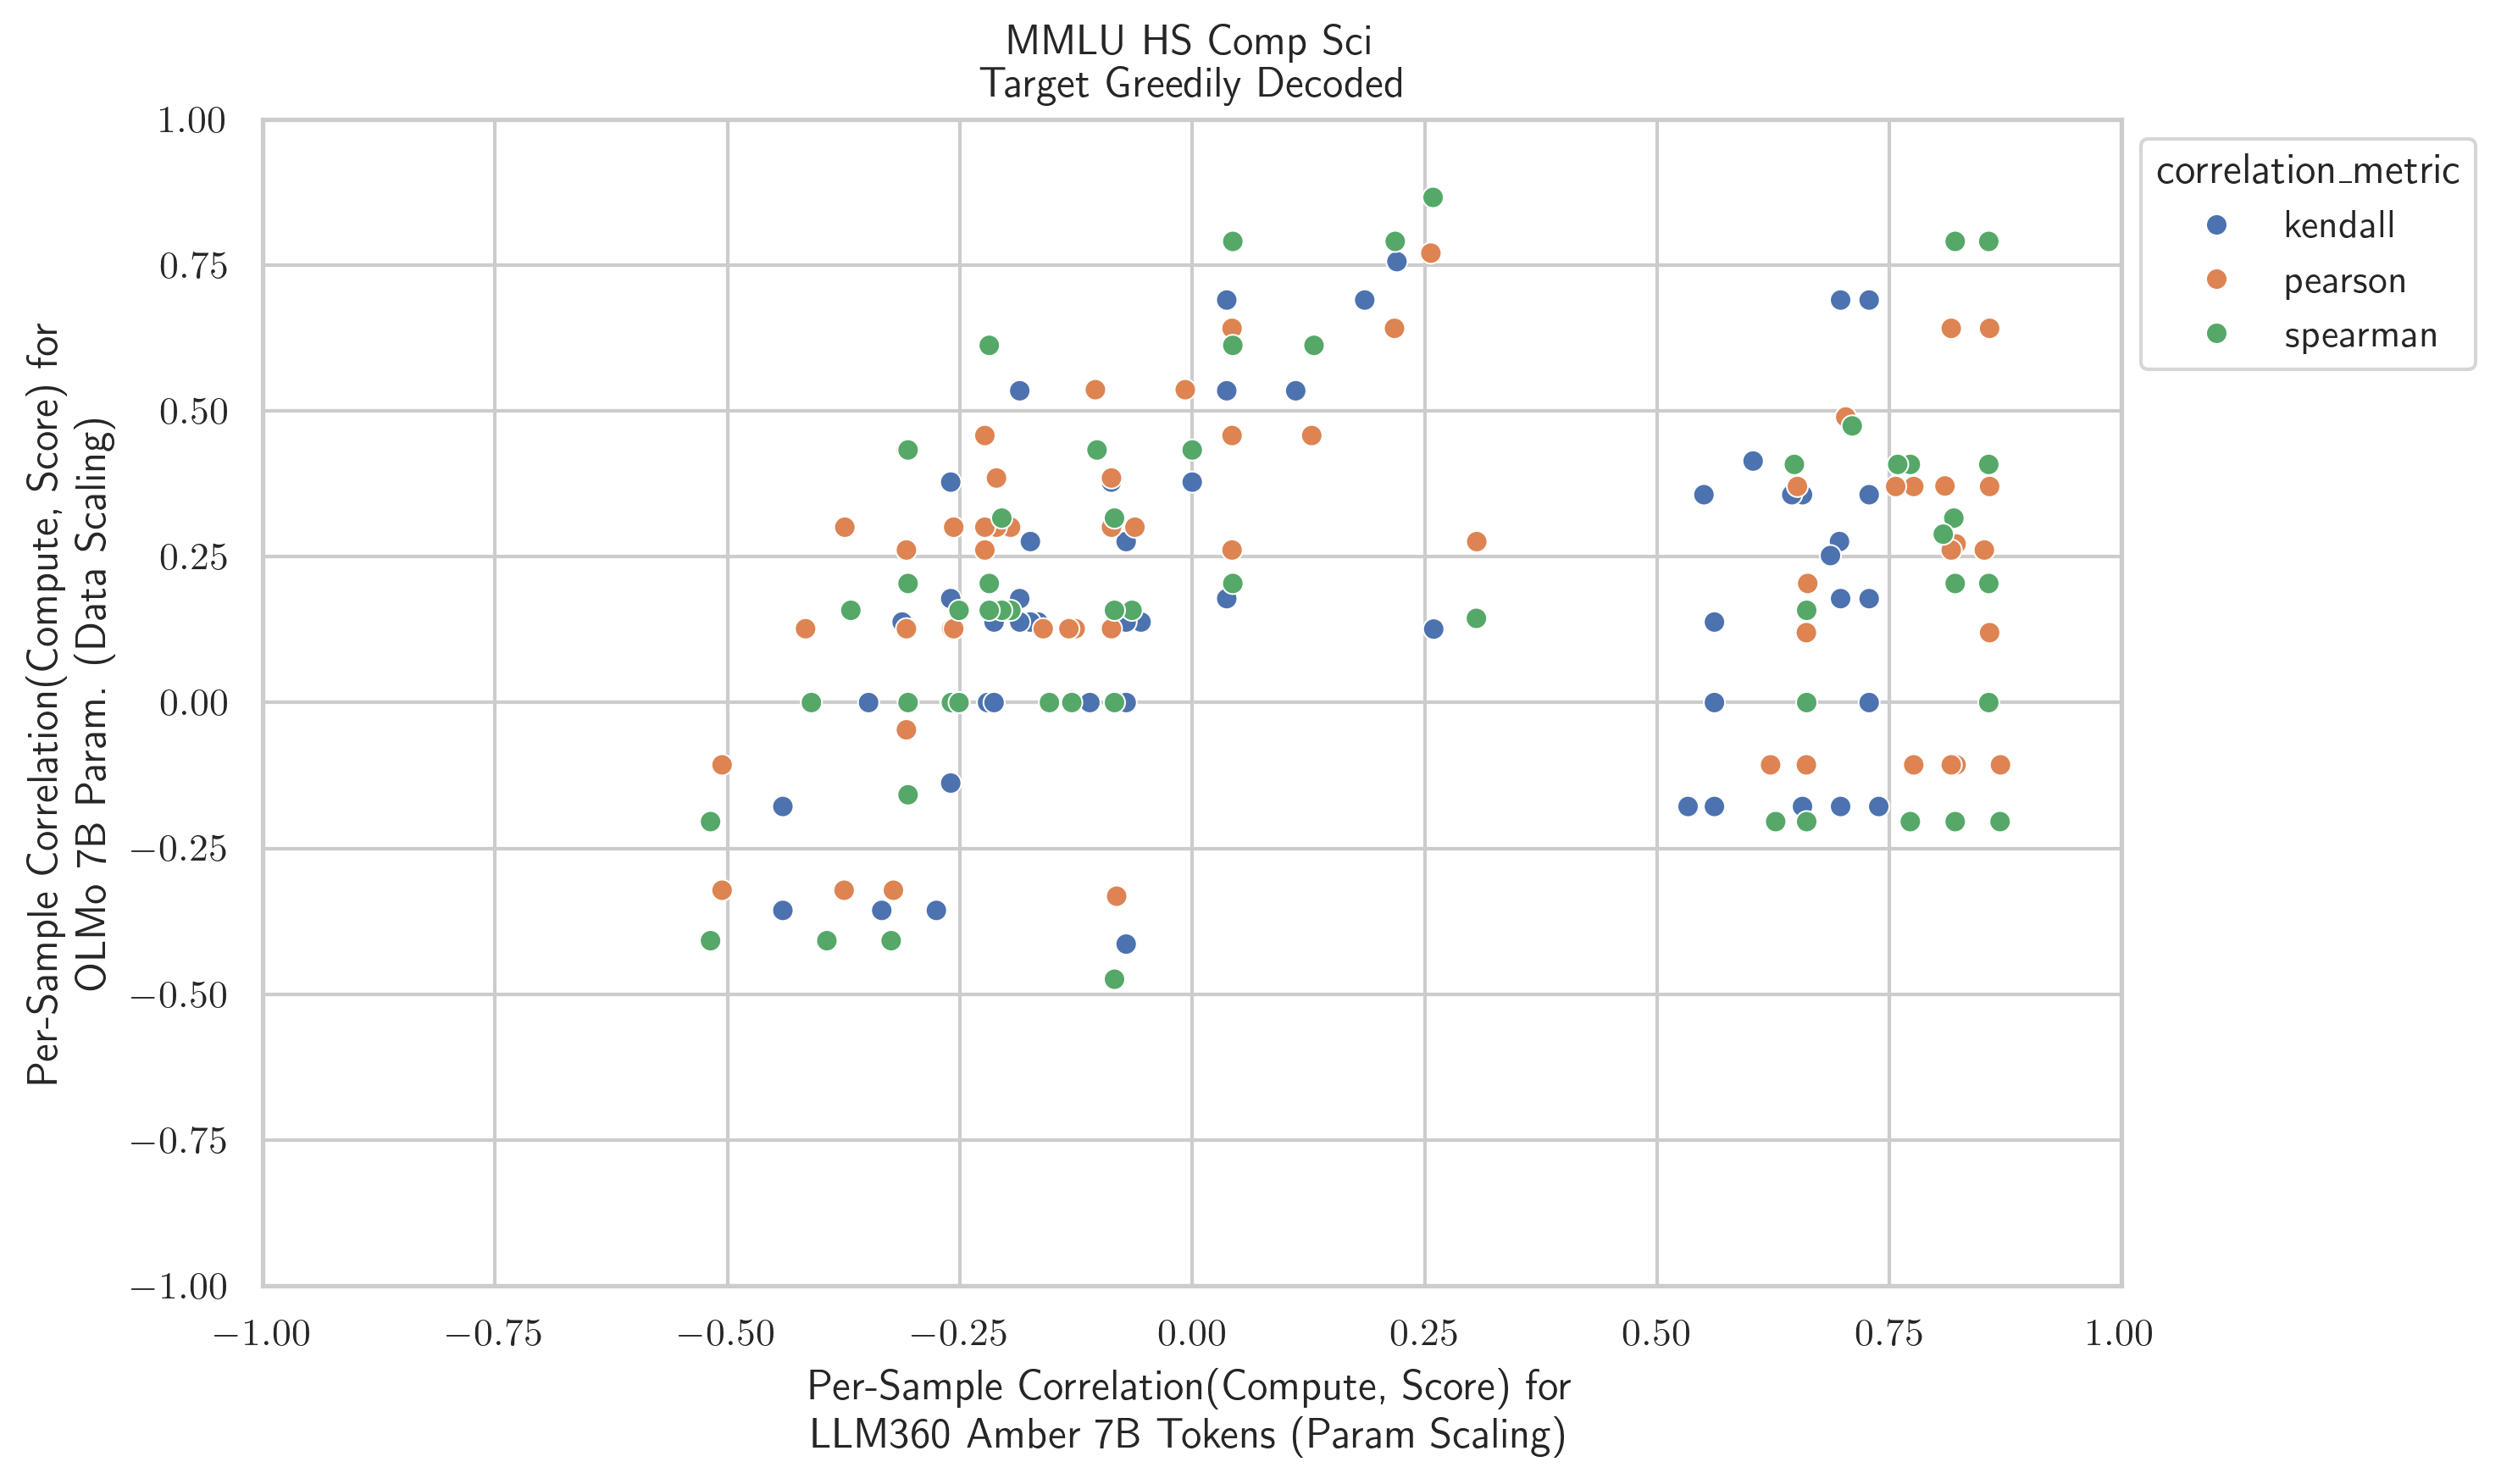 MMLU HS Comp Sci
Target Greedily Decoded
1.00
0.75
0.50
0.25
0.00
−0.25
−0.50
−0.75
−1.00
Per-Sample Correlation(Compute, Score) for
OLMo 7B Param. (Data Scaling)
correlation_metric
kendall
pearson
spearman
−1.00
−0.75
−0.50
−0.25
0.00
0.25
0.50
0.75
1.00
Per-Sample Correlation(Compute, Score) for
LLM360 Amber 7B Tokens (Param Scaling)